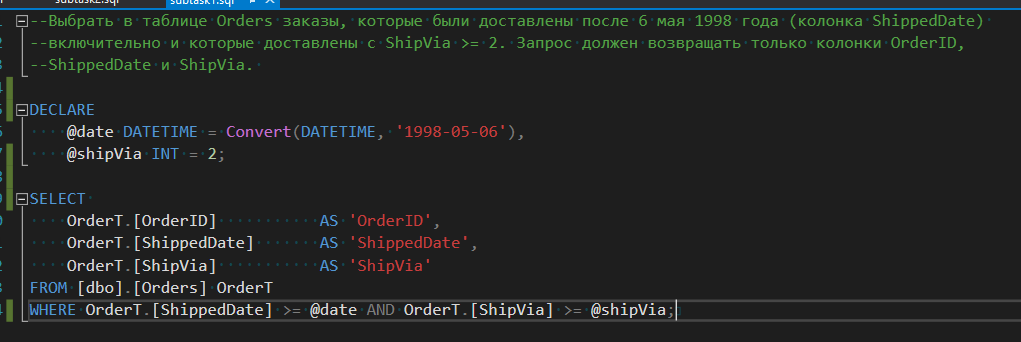 subtask2.sql subtask1.sql
--Выбрать в таблице Orders заказы, которые были доставлены после 6 мая 1998 года (колонка ShippedDate)
--включительно и которые доставлены с ShipVia >= 2. Запрос должен возвращать только колонки OrderID,
--ShippedDate и ShipVia.
DECLARE
@date DATETIME = Convert(DATETIME, '1998-05-06'),
@shipVia INT = 2;
SELECT
OrderT.[OrderID] AS 'OrderID',
OrderT.[ShippedDate] AS 'ShippedDate',
OrderT.[ShipVia] AS 'ShipVia'
FROM [dbo].[Orders] OrderT
WHERE OrderT.[ShippedDate] >= @date AND OrderT.[ShipVia] >= @shipVia;